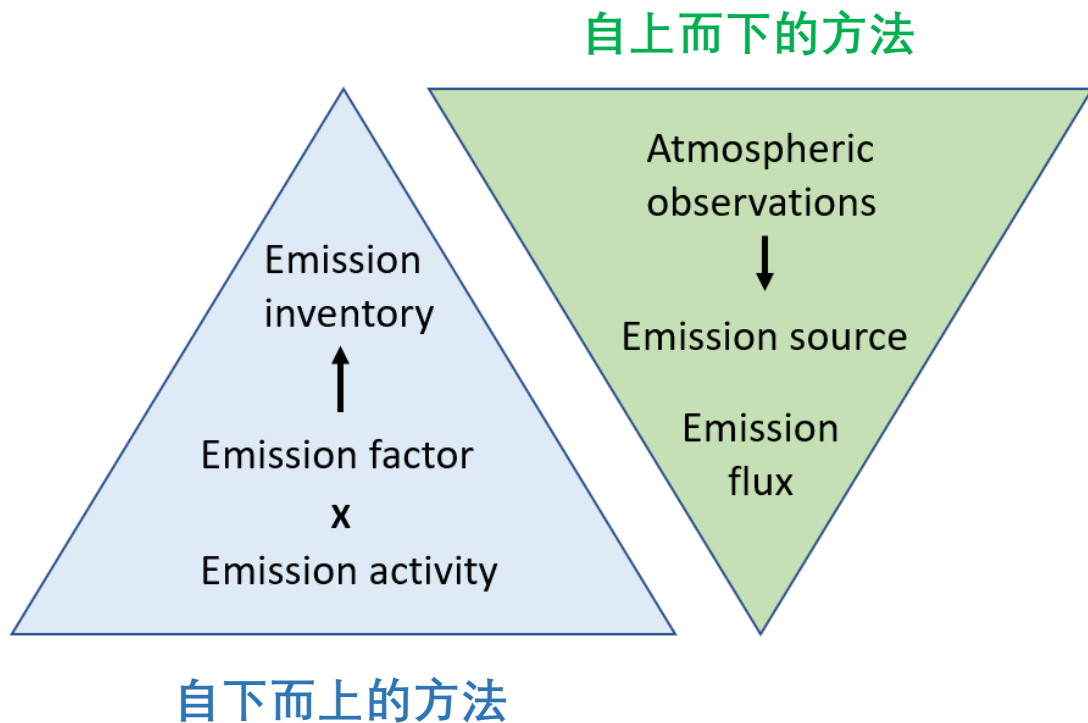 自上而下的方法
Atmospheric
observations
Emission source
Emission
flux
Emission
inventory
Emission factor
x
Emission activity
自下而上的方法